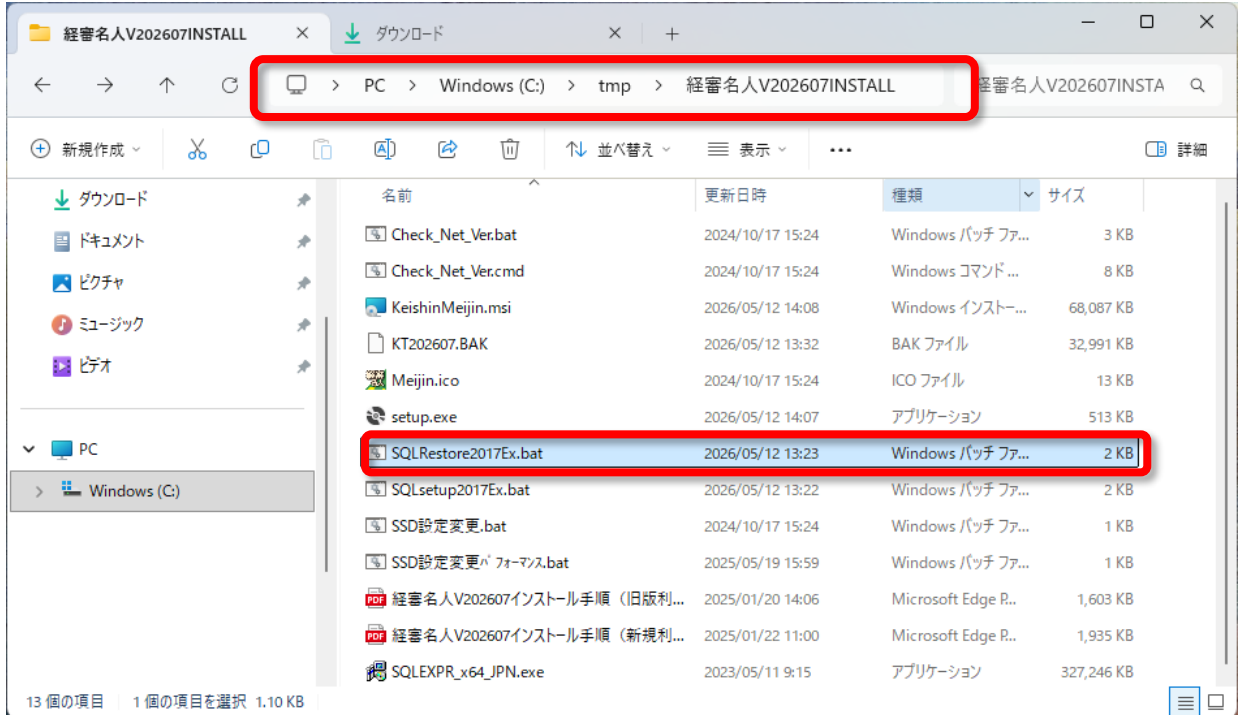 経審名人V202607INSTALL
ダウンロード
PC > Windows (C:) > tmp > 経審名人V202607INSTALL
経審名人V202607INSTA
新規作成
並べ替え
表示
詳細
ダウンロード
ドキュメント
ピクチャ
ミュージック
ビデオ
PC
Windows (C:)
名前 更新日時 種類 サイズ
Check_Net_Ver.bat 2024/10/17 15:24 Windows バッチ ファ... 3 KB
Check_Net_Ver.cmd 2024/10/17 15:24 Windows コマンド ... 8 KB
KeishinMeijin.msi 2026/05/12 14:08 Windows インストー... 68,087 KB
KT202607.BAK 2026/05/12 13:32 BAK ファイル 32,991 KB
Meijin.ico 2024/10/17 15:24 ICO ファイル 13 KB
setup.exe 2026/05/12 14:07 アプリケーション 513 KB
SQLRestore2017Ex.bat 2026/05/12 13:23 Windows バッチ ファ... 2 KB
SQLsetup2017Ex.bat 2026/05/12 13:22 Windows バッチ ファ... 2 KB
SSD設定変更.bat 2024/10/17 15:24 Windows バッチ ファ... 1 KB
SSD設定変更ﾊﾟﾌｫｰﾏﾝｽ.bat 2025/05/19 15:59 Windows バッチ ファ... 1 KB
経審名人V202607インストール手順（旧版利... 2025/01/20 14:06 Microsoft Edge P... 1,603 KB
経審名人V202607インストール手順（新規利... 2025/01/22 11:00 Microsoft Edge P... 1,935 KB
SQLEXPR_x64_JPN.exe 2023/05/11 9:15 アプリケーション 327,246 KB
13 個の項目 1 個の項目を選択 1.10 KB